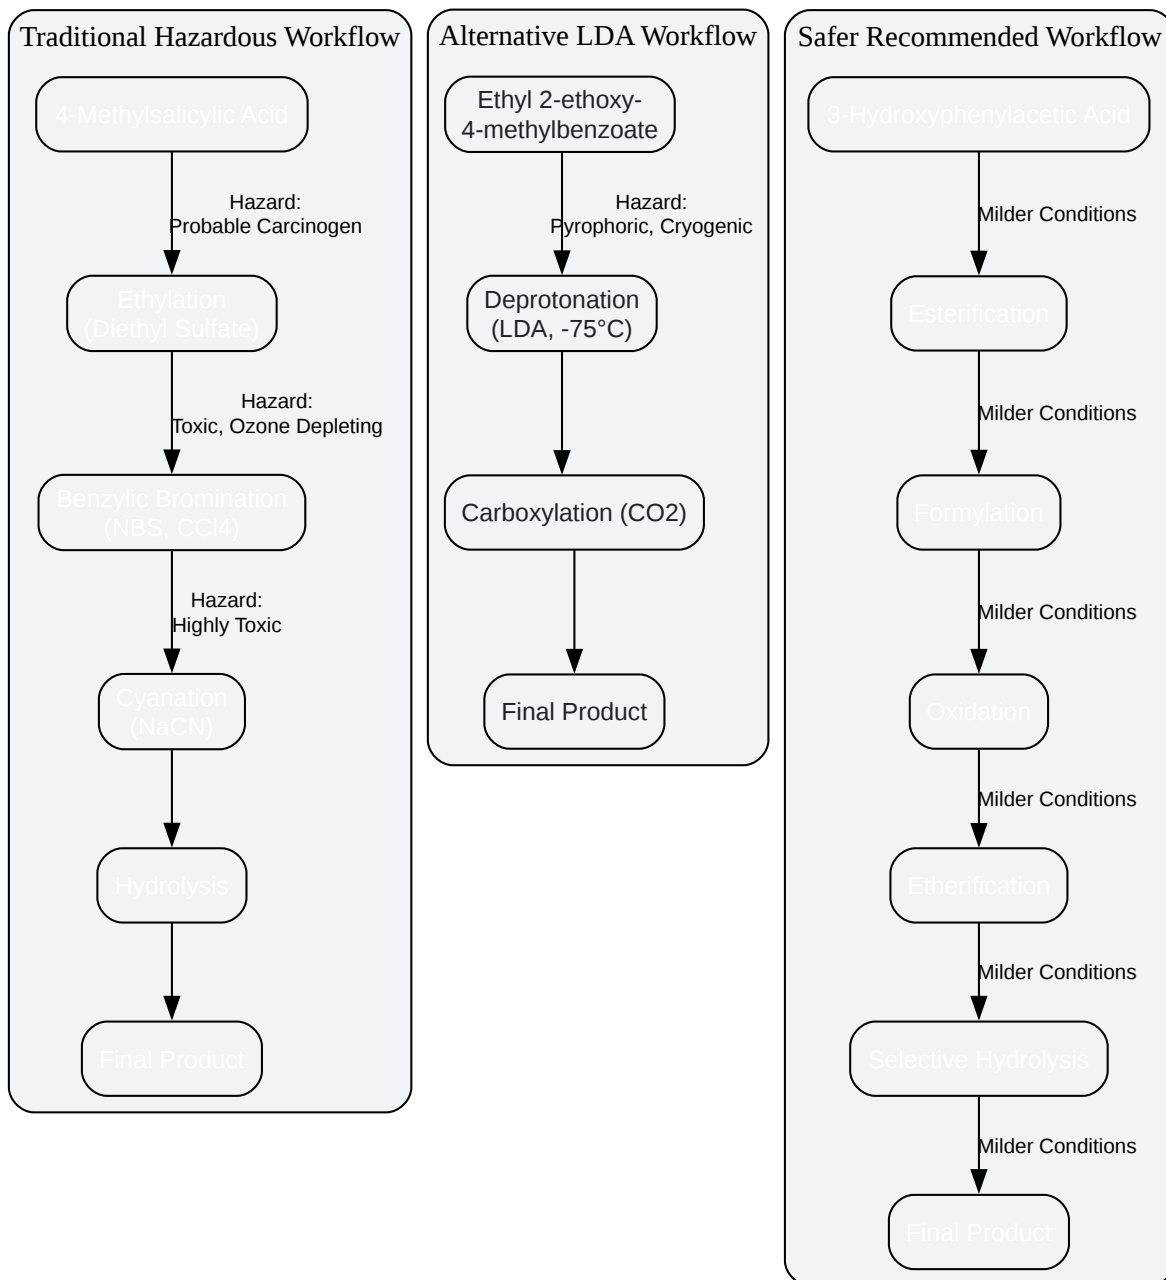 Traditional Hazardous Workflow
4-Methylsalicylic Acid
Hazard:
Probable Carcinogen
Ethylation
(Diethyl Sulfate)
Hazard:
Toxic, Ozone Depleting
Benzylic Bromination
(NBS, CCl4)
Hazard:
Highly Toxic
Cyanation
(NaCN)
Hydrolysis
Final Product
Alternative LDA Workflow
Ethyl 2-ethoxy-
4-methylbenzoate
Hazard:
Pyrophoric, Cryogenic
Deprotonation
(LDA, -75°C)
Carboxylation (CO2)
Final Product
Safer Recommended Workflow
3-Hydroxyphenylacetic Acid
Milder Conditions
Esterification
Milder Conditions
Formylation
Milder Conditions
Oxidation
Milder Conditions
Etherification
Milder Conditions
Selective Hydrolysis
Milder Conditions
Final Product